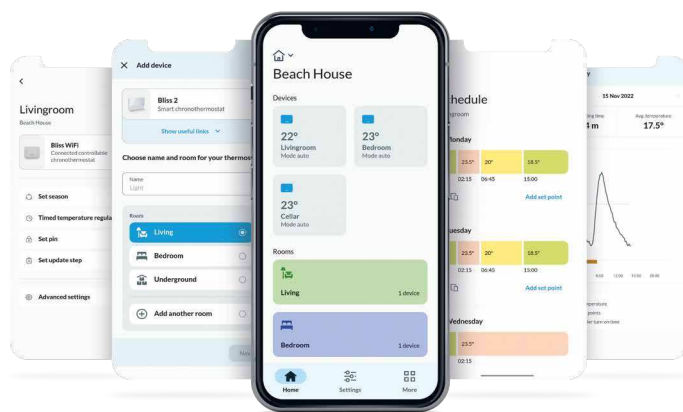 Livingroom
Beach House
Bliss WiFi
Connected controllable
chronothermostat
Set season
Timed temperature regula
Set pin
Set update step
Advanced settings
Add device
Bliss 2
Smart chronothermostat
Show useful links
Choose name and room for your thermos
Name
Light
Room
Living
Bedroom
Underground
Add another room
Beach House
Devices
22°
Livingroom
Mode auto
23°
Bedroom
Mode auto
23°
Cellar
Mode auto
Rooms
Living
1 device
Bedroom
1 device
Home
Settings
More
hedule
ngroom
Monday
23.5°
20°
18.5°
02:15
06:45
15:00
Add set point
uesday
23.5°
20°
18.5°
02:15
06:45
15:00
Add set point
Wednesday
23.5°
02:15
y
15 Nov 2022
Avg. temperature
4 m
17.5°